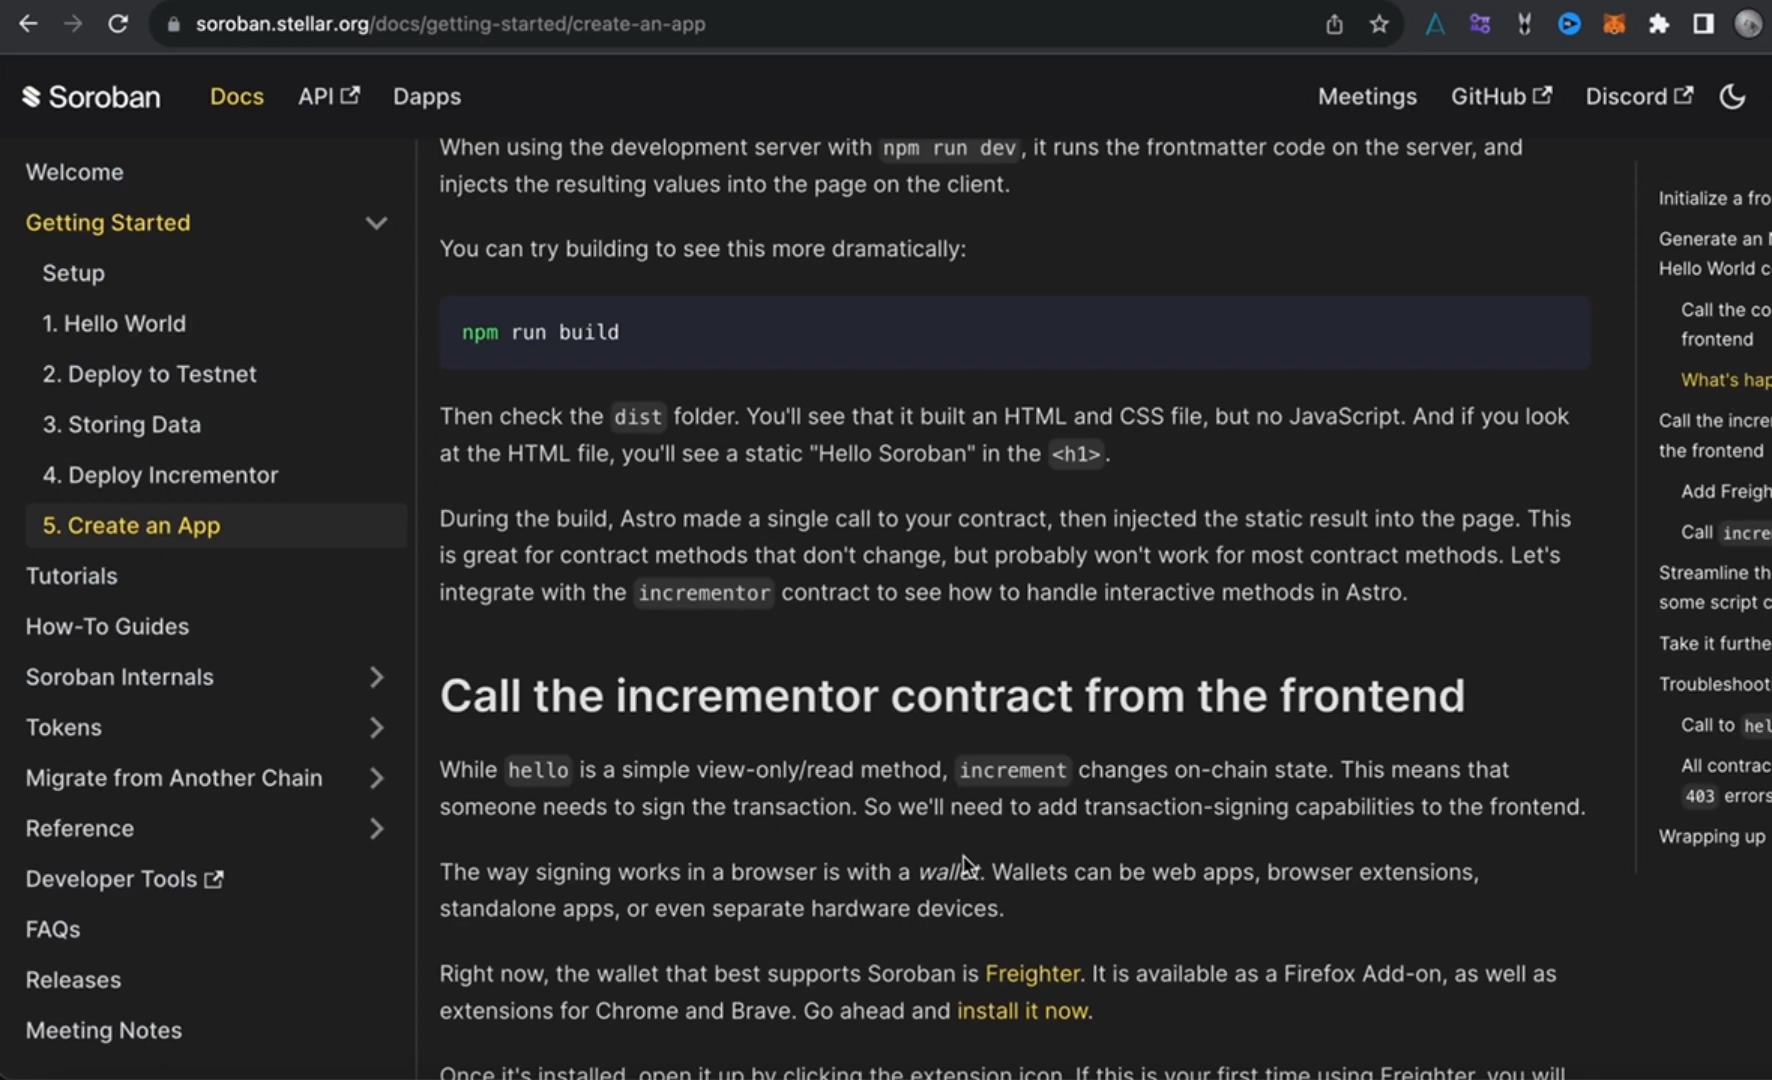 soroban.stellar.org/docs/getting-started/create-an-app
Soroban
Docs
API
Dapps
Meetings
GitHub
Discord
Welcome
Getting Started
Setup
1. Hello World
2. Deploy to Testnet
3. Storing Data
4. Deploy Incrementor
5. Create an App
Tutorials
How-To Guides
Soroban Internals
Tokens
Migrate from Another Chain
Reference
Developer Tools
FAQs
Releases
Meeting Notes
When using the development server with npm run dev, it runs the frontmatter code on the server, and
injects the resulting values into the page on the client.
You can try building to see this more dramatically:
npm run build
Then check the dist folder. You'll see that it built an HTML and CSS file, but no JavaScript. And if you look
at the HTML file, you'll see a static "Hello Soroban" in the <h1>.
During the build, Astro made a single call to your contract, then injected the static result into the page. This
is great for contract methods that don't change, but probably won't work for most contract methods. Let's
integrate with the incrementor contract to see how to handle interactive methods in Astro.
Call the incrementor contract from the frontend
While hello is a simple view-only/read method, increment changes on-chain state. This means that
someone needs to sign the transaction. So we'll need to add transaction-signing capabilities to the frontend.
The way signing works in a browser is with a wallet. Wallets can be web apps, browser extensions,
standalone apps, or even separate hardware devices.
Right now, the wallet that best supports Soroban is Freighter. It is available as a Firefox Add-on, as well as
extensions for Chrome and Brave. Go ahead and install it now.
Once it's installed, open it up by clicking the extension icon. If this is your first time using Freighter, you will
Initialize a fro
Generate an
Hello World c
Call the co
frontend
What's hap
Call the incre
the frontend
Add Freigh
Call incre
Streamline th
some script c
Take it furthe
Troubleshoot
Call to hel
All contrac
403 errors
Wrapping up